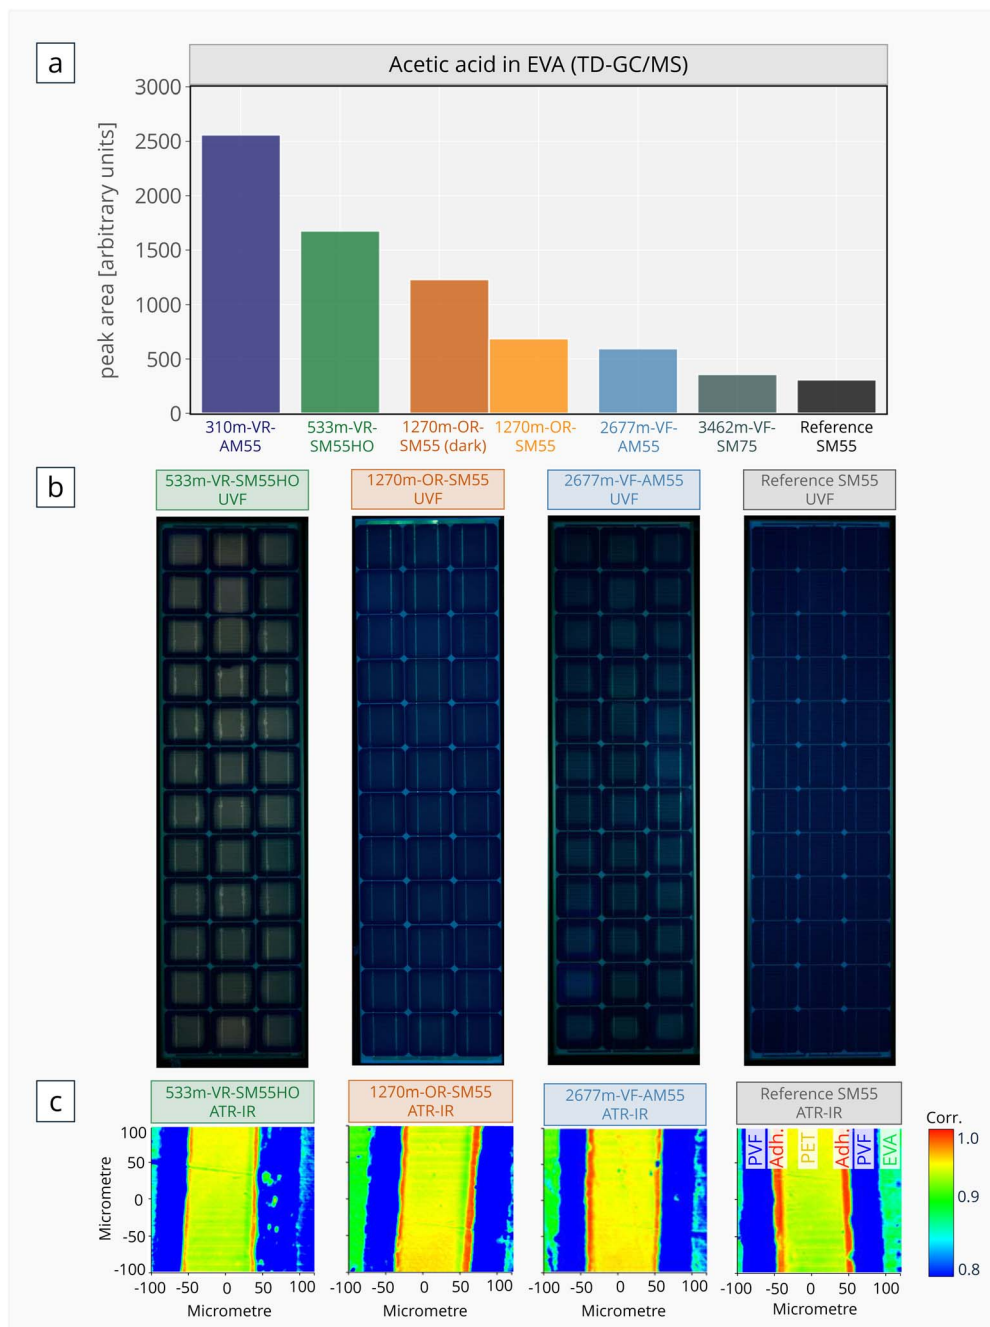 a
Acetic acid in EVA (TD-GC/MS)
peak area [arbitrary units]
3000
2500
2000
1500
1000
500
0
310m-VR-
AM55
533m-VR-
SM55HO
1270m-OR-
SM55 (dark)
1270m-OR-
SM55
2677m-VF-
AM55
3462m-VF-
SM75
Reference
SM55
b
533m-VR-SM55HO
UVF
1270m-OR-SM55
UVF
2677m-VF-AM55
UVF
Reference SM55
UVF
c
533m-VR-SM55HO
ATR-IR
1270m-OR-SM55
ATR-IR
2677m-VF-AM55
ATR-IR
Reference SM55
ATR-IR
Micrometre
100
50
0
-50
-100
-100 -50 0 50 100
Micrometre
-100 -50 0 50 100
Micrometre
-100 -50 0 50 100
Micrometre
PVF
Adh.
PET
Adh.
PVF
EVA
-100 -50 0 50 100
Micrometre
Corr.
1.0
0.9
0.8